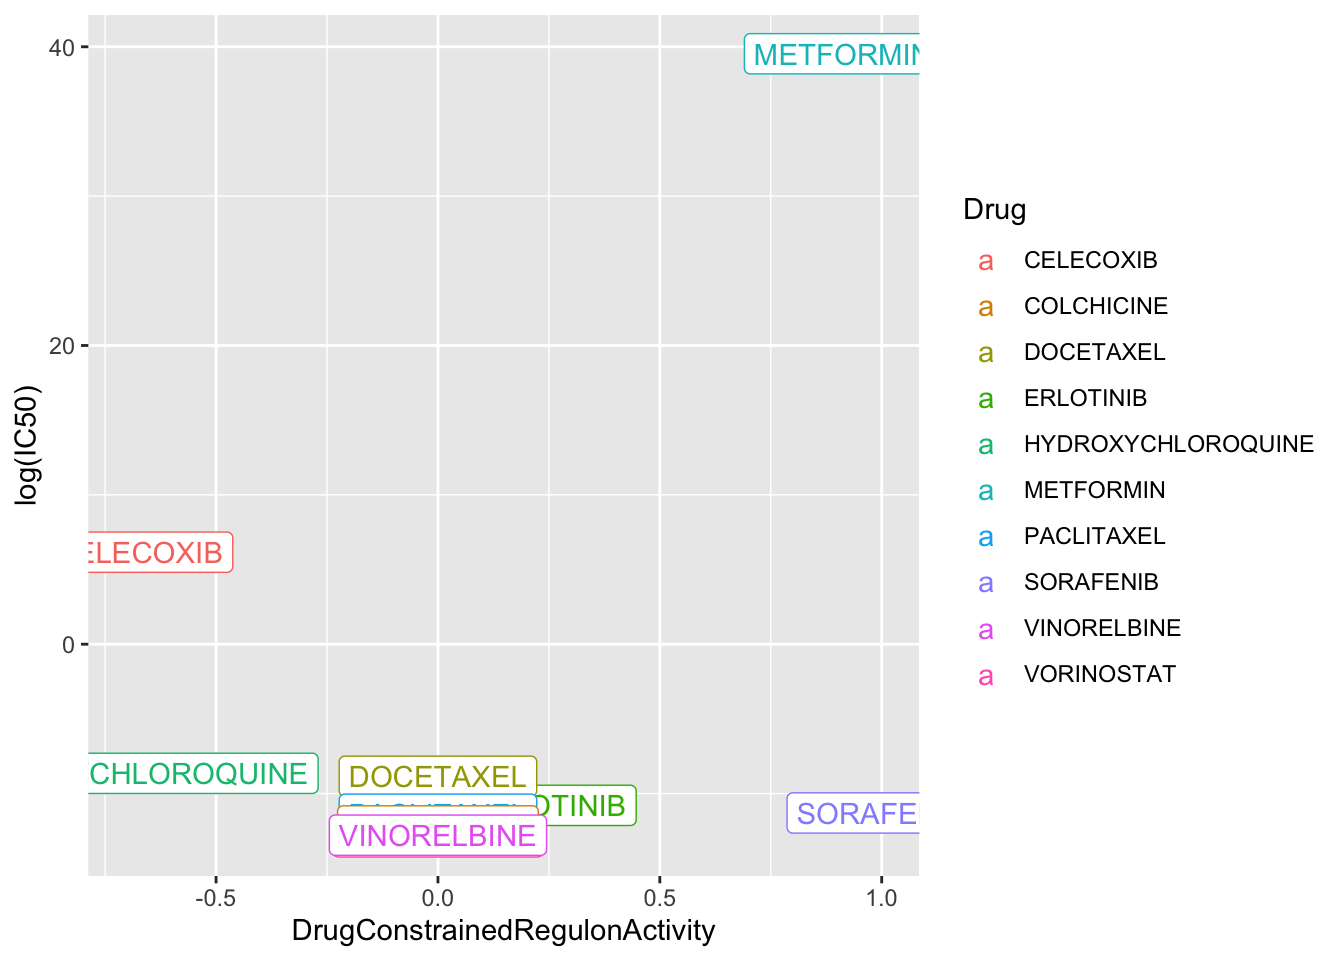 40
METFORMIN
20
log(IC50)
ELECOXIB
0
CHLOROQUINE
DOCETAXEL
OTINIB
SORAFE
VINORELBINE
-0.5
0.0
0.5
1.0
DrugConstrainedRegulonActivity
Drug
a CELECOXIB
a COLCHICINE
a DOCETAXEL
a ERLOTINIB
a HYDROXYCHLOROQUINE
a METFORMIN
a PACLITAXEL
a SORAFENIB
a VINORELBINE
a VORINOSTAT